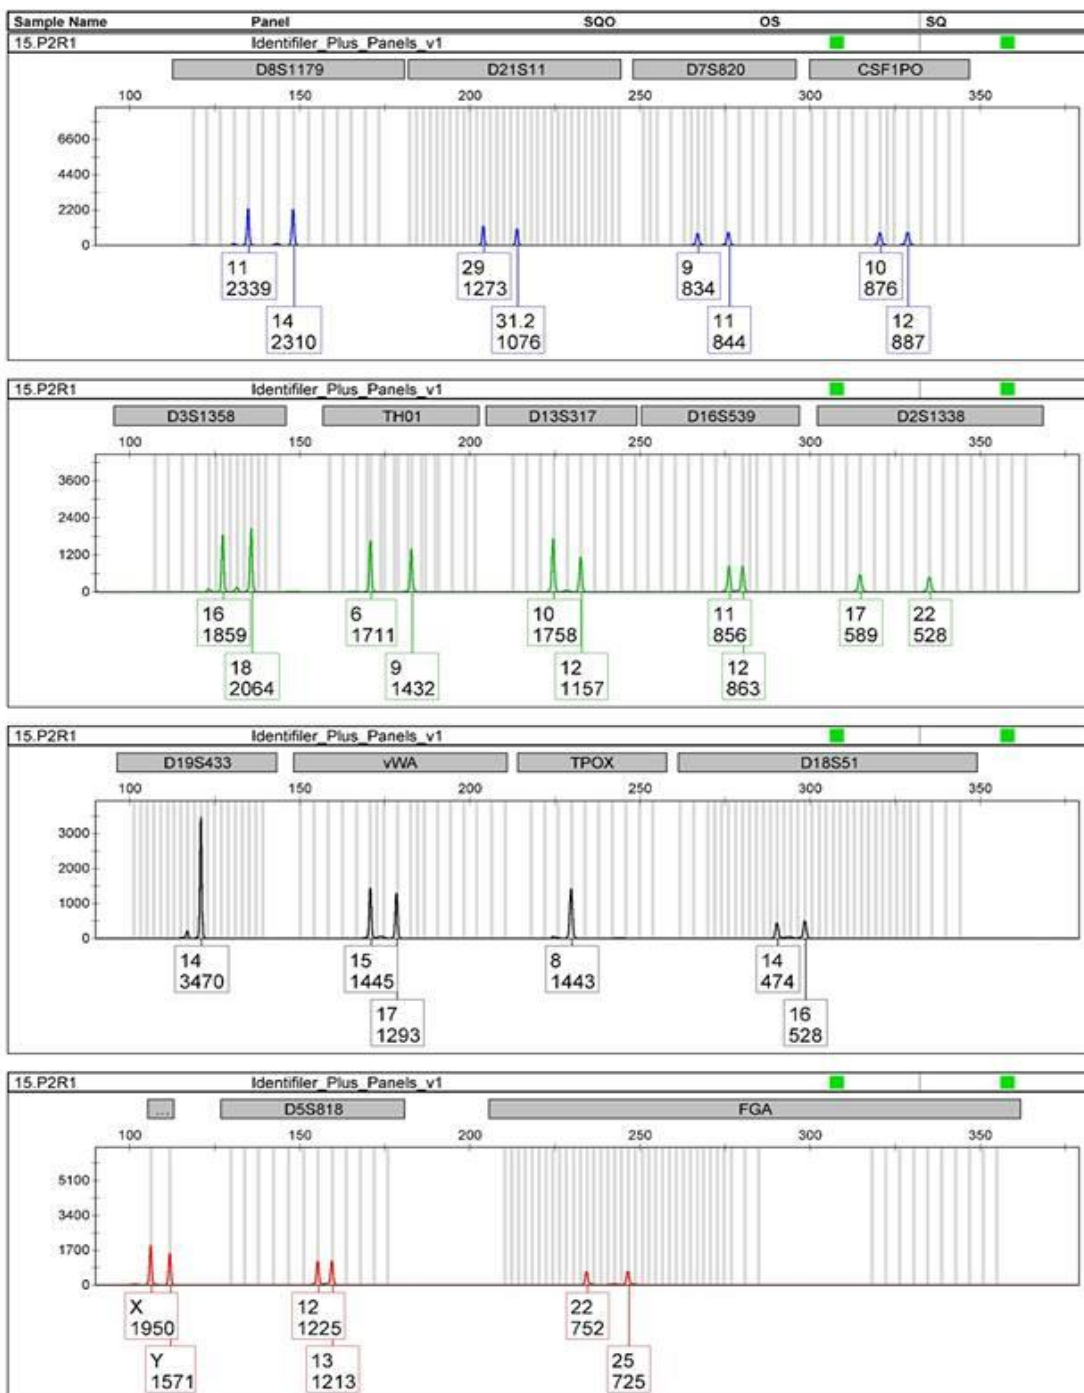 Sample Name Panel SQO OS SQ
15.P2R1 Identifiler_Plus_Panels_v1
D8S1179 D21S11 D7S820 CSF1PO
100 150 200 250 300 350
6600
4400
2200
0
11 29 9 10
2339 1273 834 876
14 31.2 11 12
2310 1076 844 887
15.P2R1 Identifiler_Plus_Panels_v1
D3S1358 TH01 D13S317 D16S539 D2S1338
100 150 200 250 300 350
3600
2400
1200
0
16 6 10 11 17 22
1859 1711 1758 856 589 528
18 9 12 12
2064 1432 1157 863
15.P2R1 Identifiler_Plus_Panels_v1
D19S433 vWA TPOX D18S51
100 150 200 250 300 350
3000
2000
1000
0
14 15 8 14
3470 1445 1443 474
17 16
1293 528
15.P2R1 Identifiler_Plus_Panels_v1
... D5S818 FGA
100 150 200 250 300 350
5100
3400
1700
0
X 12 22
1950 1225 752
Y 13 25
1571 1213 725